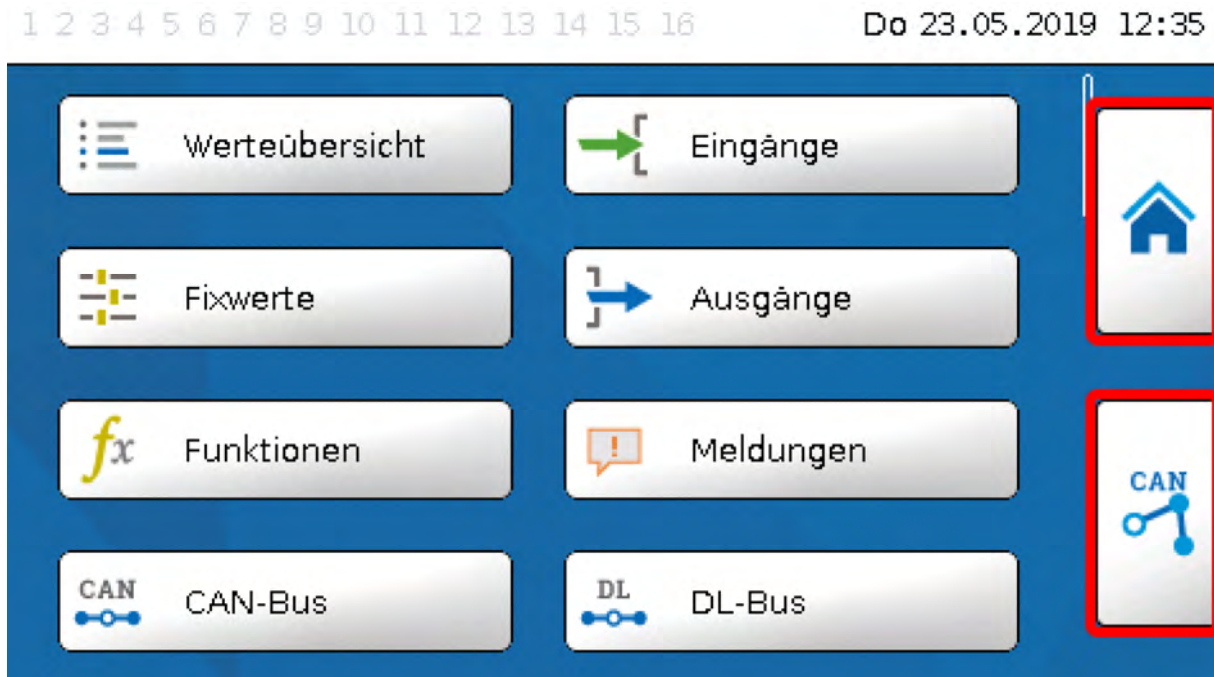 1 2 3 4 5 6 7 8 9 10 11 12 13 14 15 16 Do 23.05.2019 12:35
Werteübersicht
Eingänge
Fixwerte
Ausgänge
fx Funktionen
! Meldungen
CAN
CAN CAN-Bus
DL DL-Bus